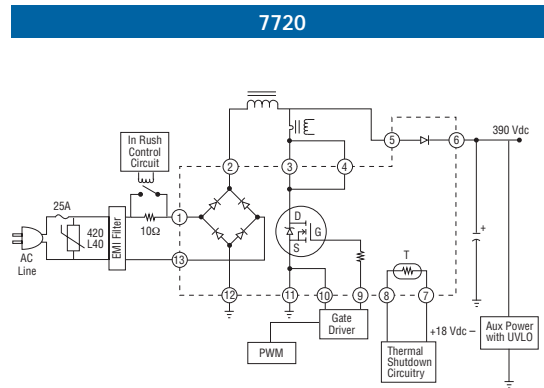 7720
390 Vdc
In Rush
Control
Circuit
5
6
2
3
4
25A
420
L40
EMI Filter
10Ω
1
+
AC
Line
13
D
G
S
T
12
11
10
9
8
7
Gate
Driver
PWM
+18 Vdc –
Thermal
Shutdown
Circuitry
Aux Power
with UVLO